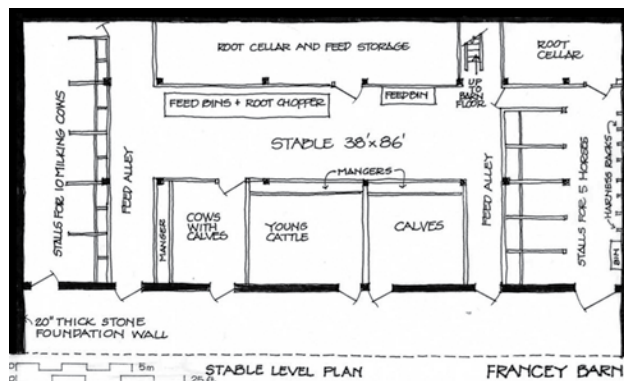 ROOT CELLAR AND FEED STORAGE
ROOT
CELLAR
UP
TO
BARN
FLOOR
FEED BINS + ROOT CHOPPER
FEED BIN
STALLS FOR 10 MILKING COWS
FEED ALLEY
STABLE 38'x86'
MANGERS
FEED ALLEY
STALLS FOR 5 HORSES
HARNESS RACKS
BIN
MANGER
COWS
WITH
CALVES
YOUNG
CATTLE
CALVES
20" THICK STONE
FOUNDATION WALL
5m
25 ft
STABLE LEVEL PLAN
FRANCEY BARN